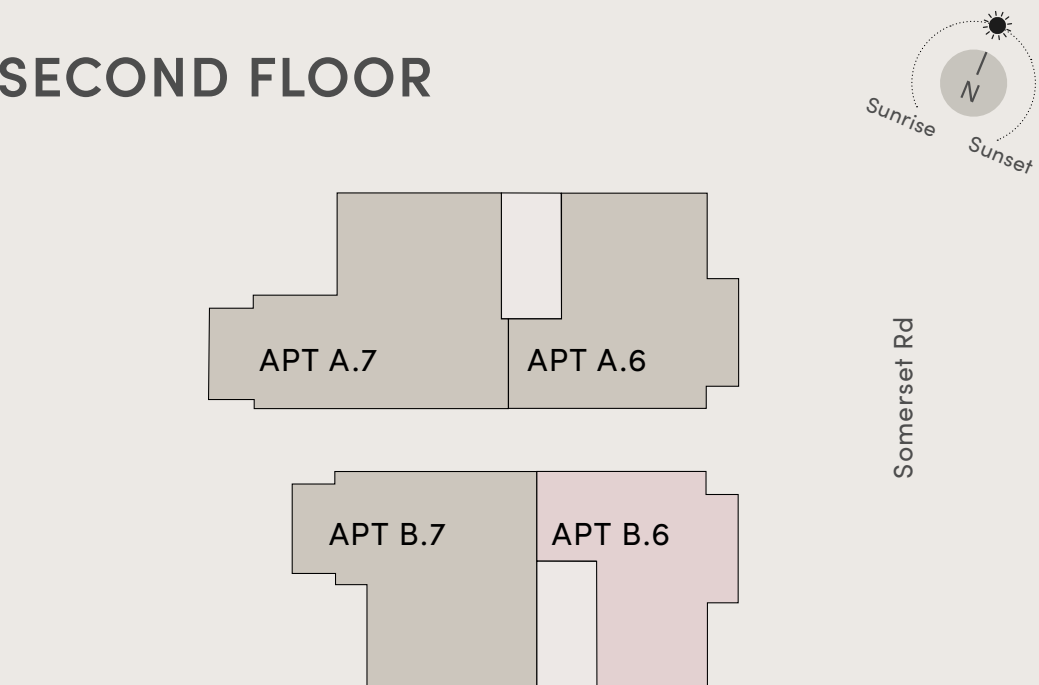 SECOND FLOOR
N
Sunrise
Sunset
APT A.7
APT A.6
Somerset Rd
APT B.7
APT B.6